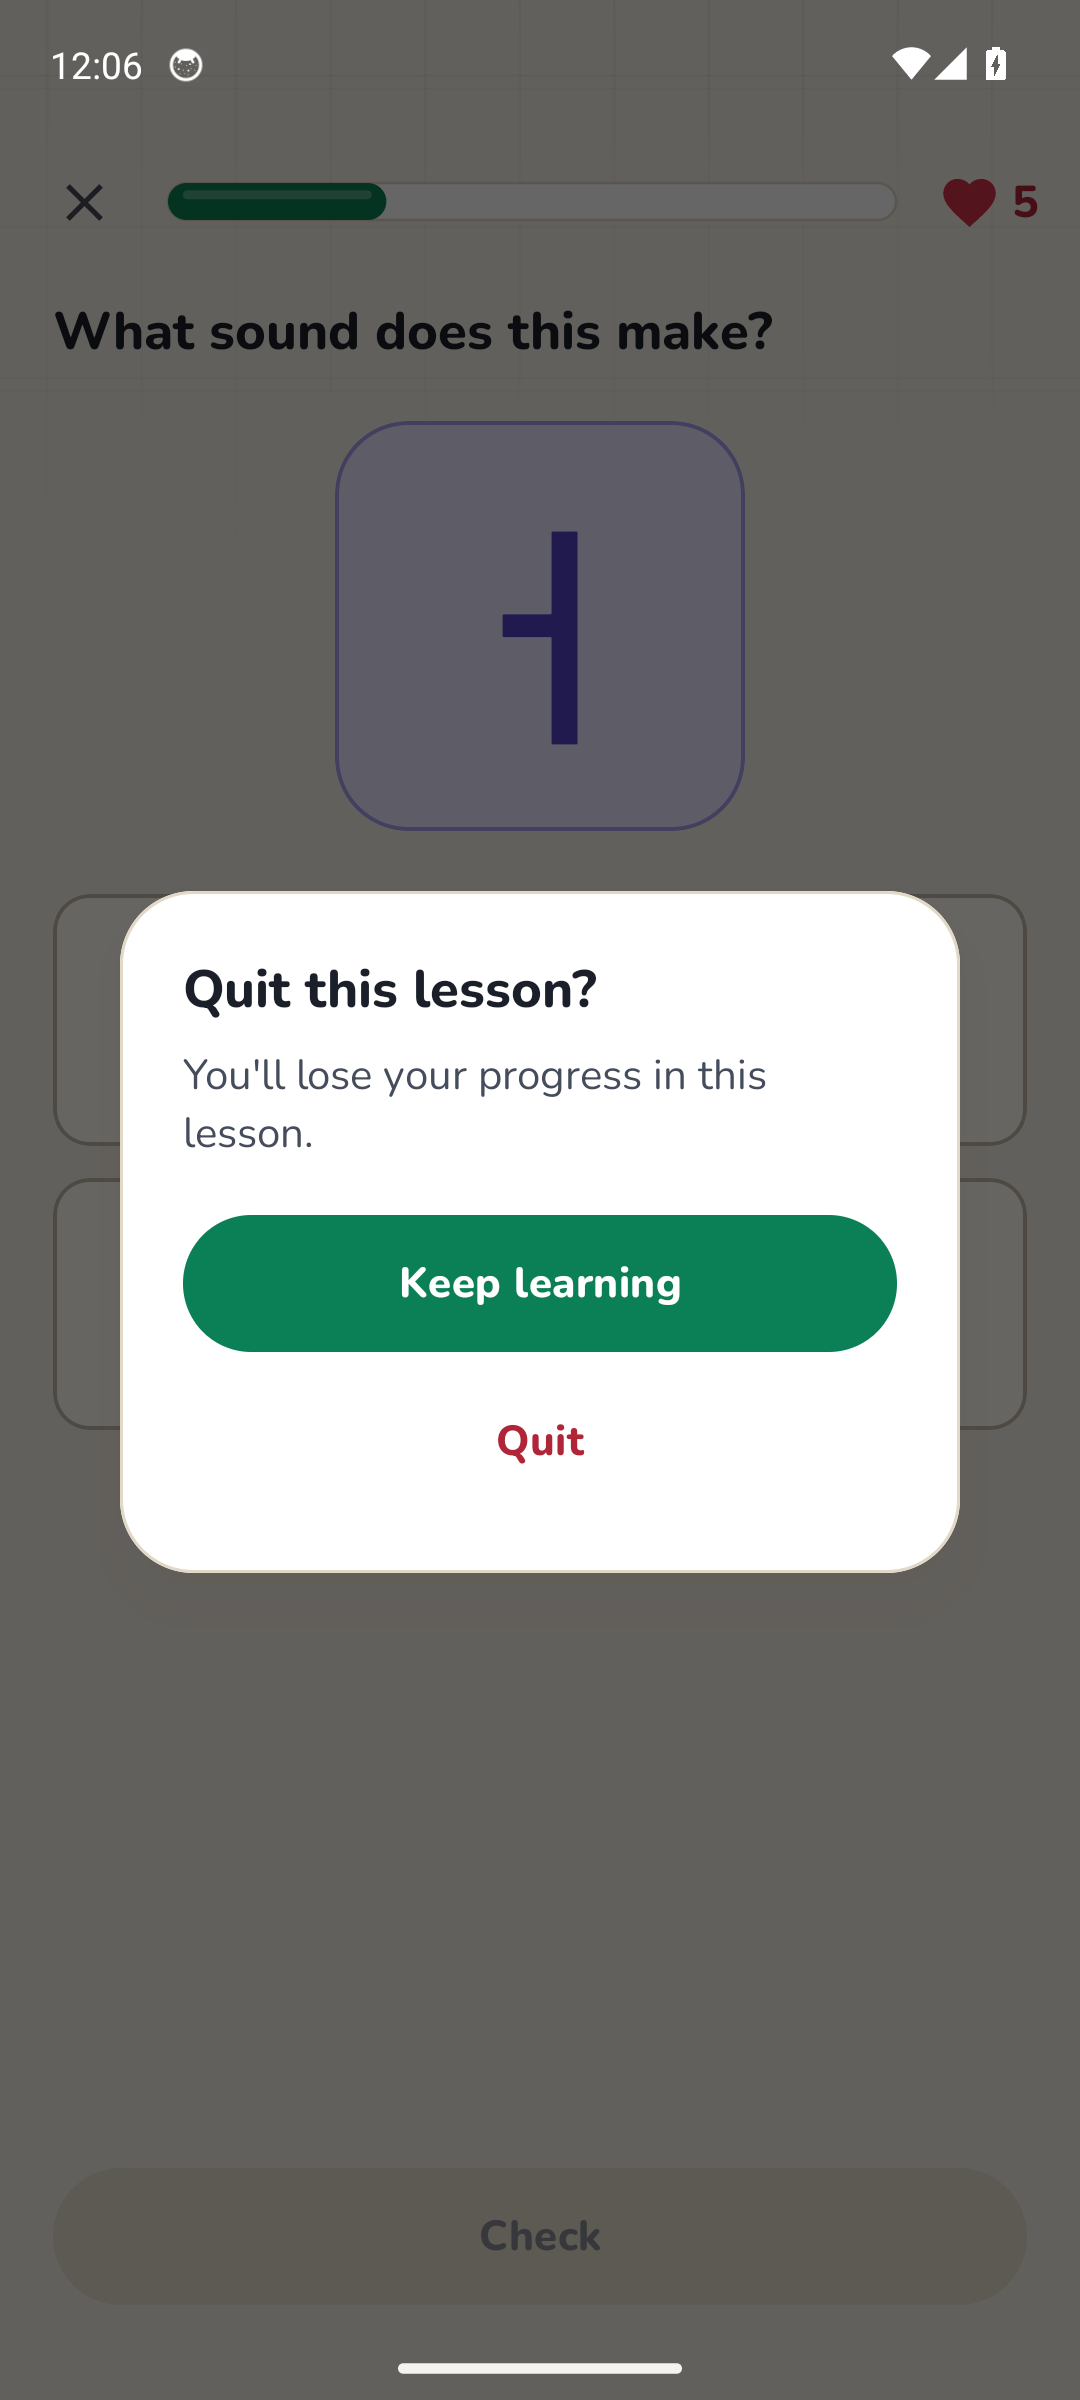 12:06
5
What sound does this make?
ㅓ
Quit this lesson?
You'll lose your progress in this
lesson.
Keep learning
Quit
Check